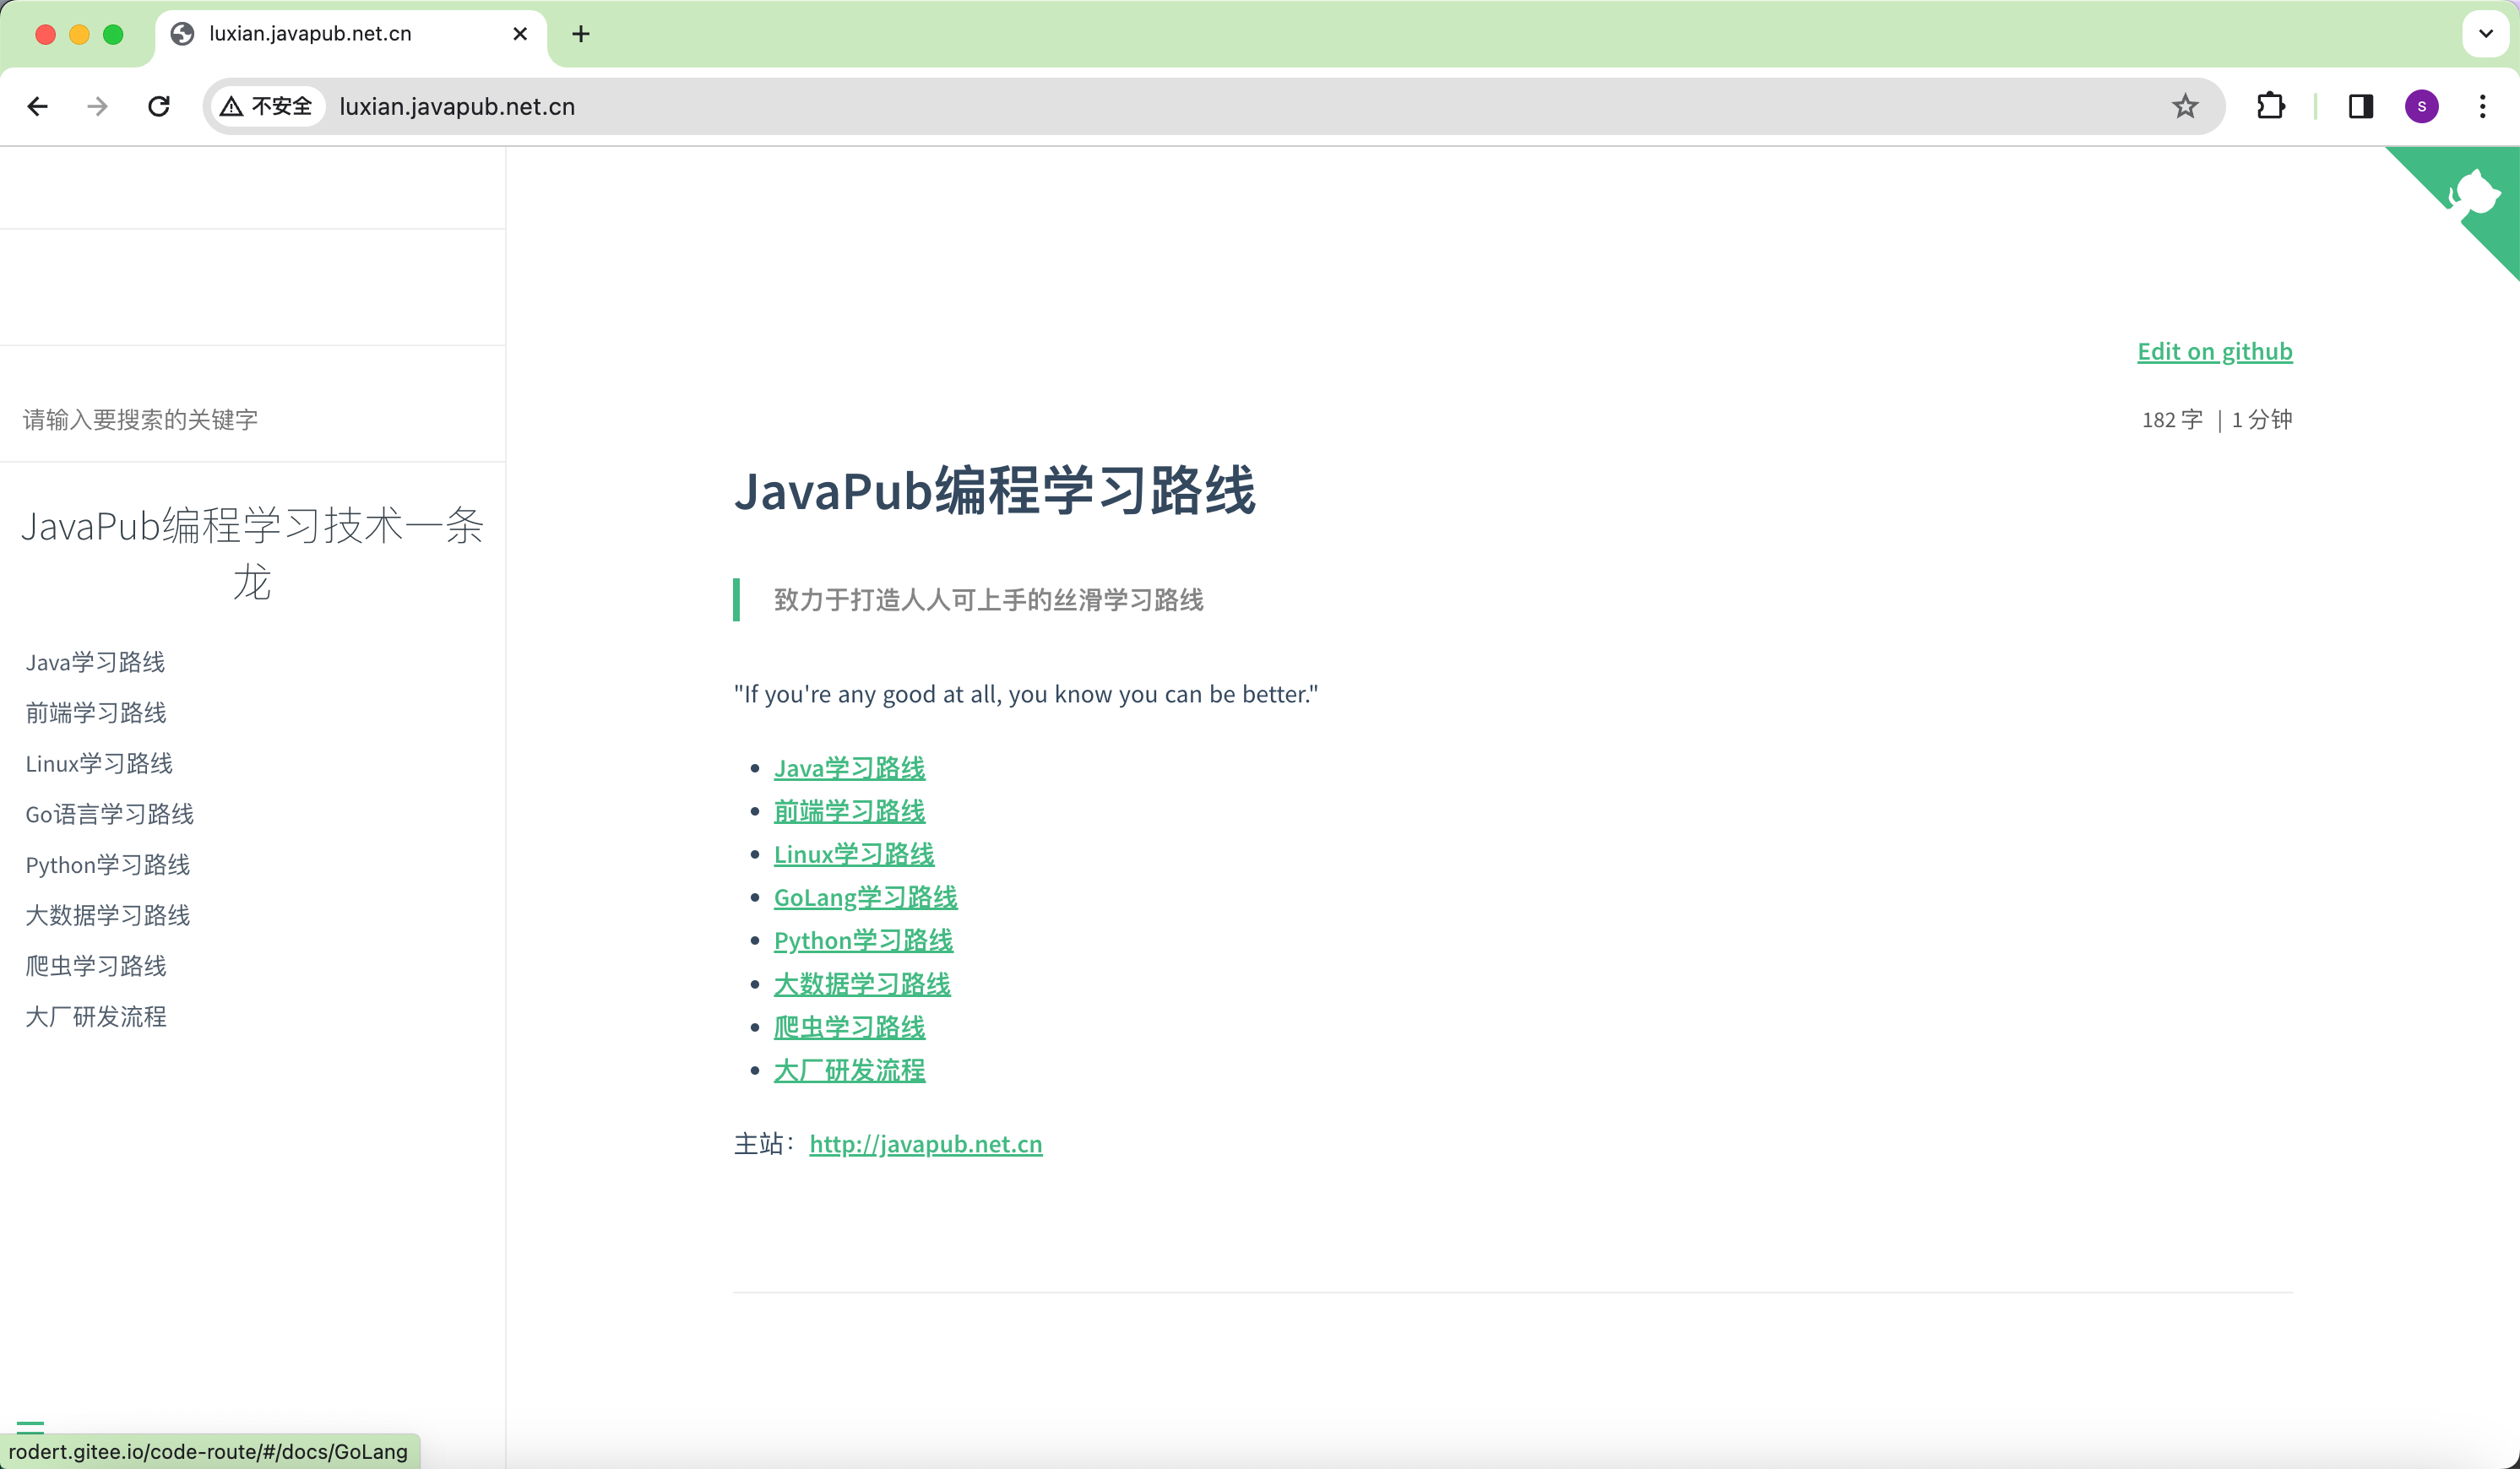 luxian.javapub.net.cn
不安全
luxian.javapub.net.cn
S
请输入要搜索的关键字
JavaPub编程学习技术一条
龙
Java学习路线
前端学习路线
Linux学习路线
Go语言学习路线
Python学习路线
大数据学习路线
爬虫学习路线
大厂研发流程
Edit on github
182 字 | 1 分钟
JavaPub编程学习路线
致力于打造人人可上手的丝滑学习路线
"If you're any good at all, you know you can be better."
Java学习路线
前端学习路线
Linux学习路线
GoLang学习路线
Python学习路线
大数据学习路线
爬虫学习路线
大厂研发流程
主站：http://javapub.net.cn
rodert.gitee.io/code-route/#/docs/GoLang